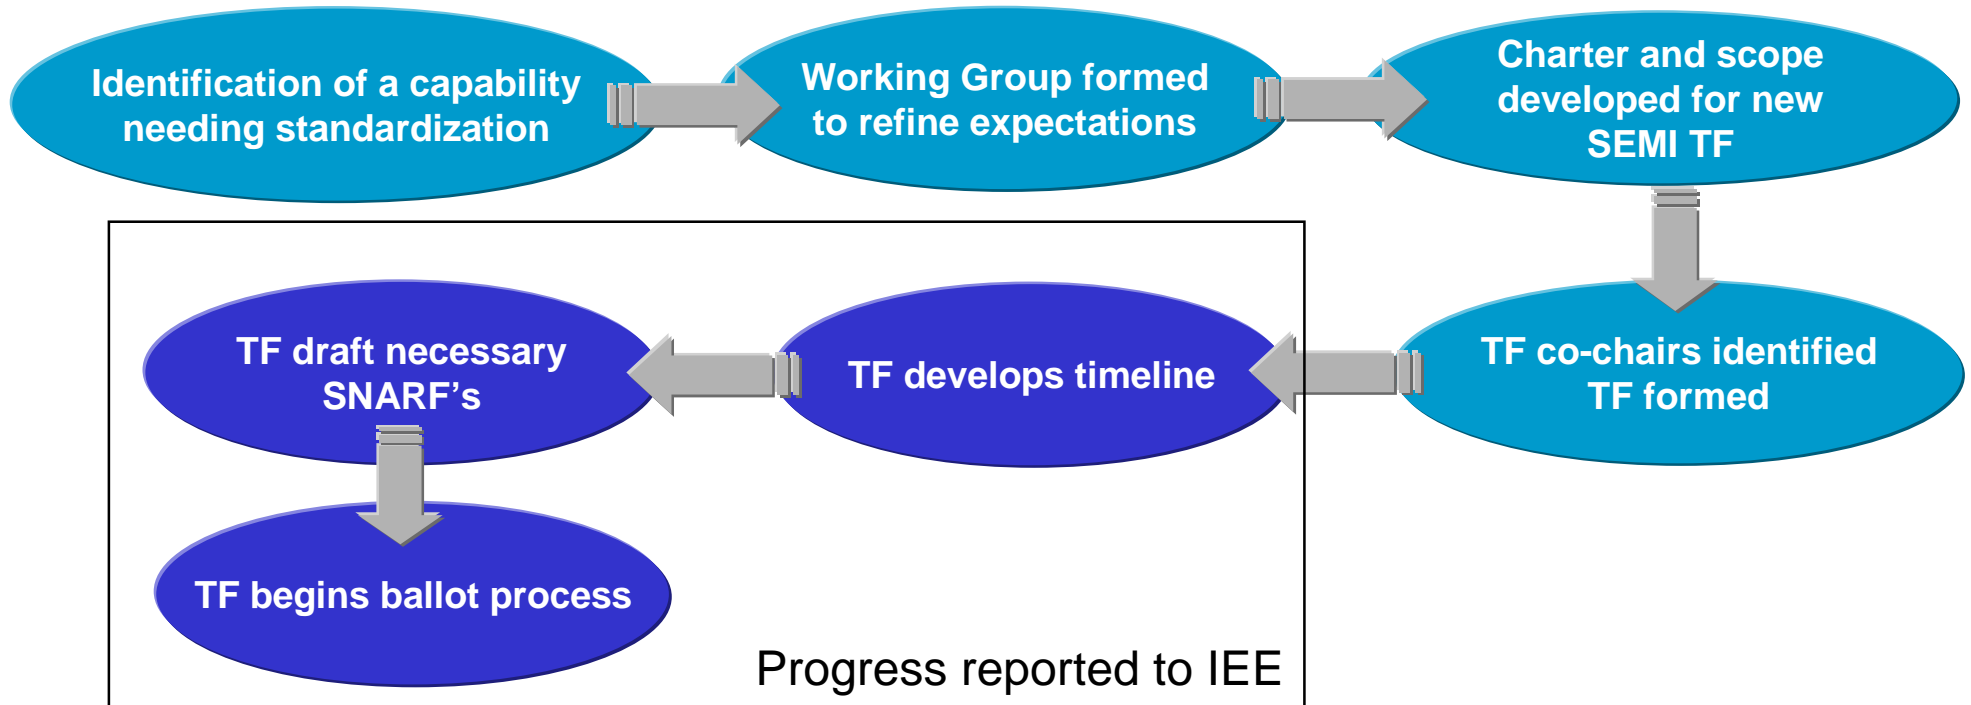 Identification of a capability
needing standardization
Working Group formed
to refine expectations
Charter and scope
developed for new
SEMI TF
TF co-chairs identified
TF formed
TF develops timeline
TF draft necessary
SNARF's
TF begins ballot process
Progress reported to IEE